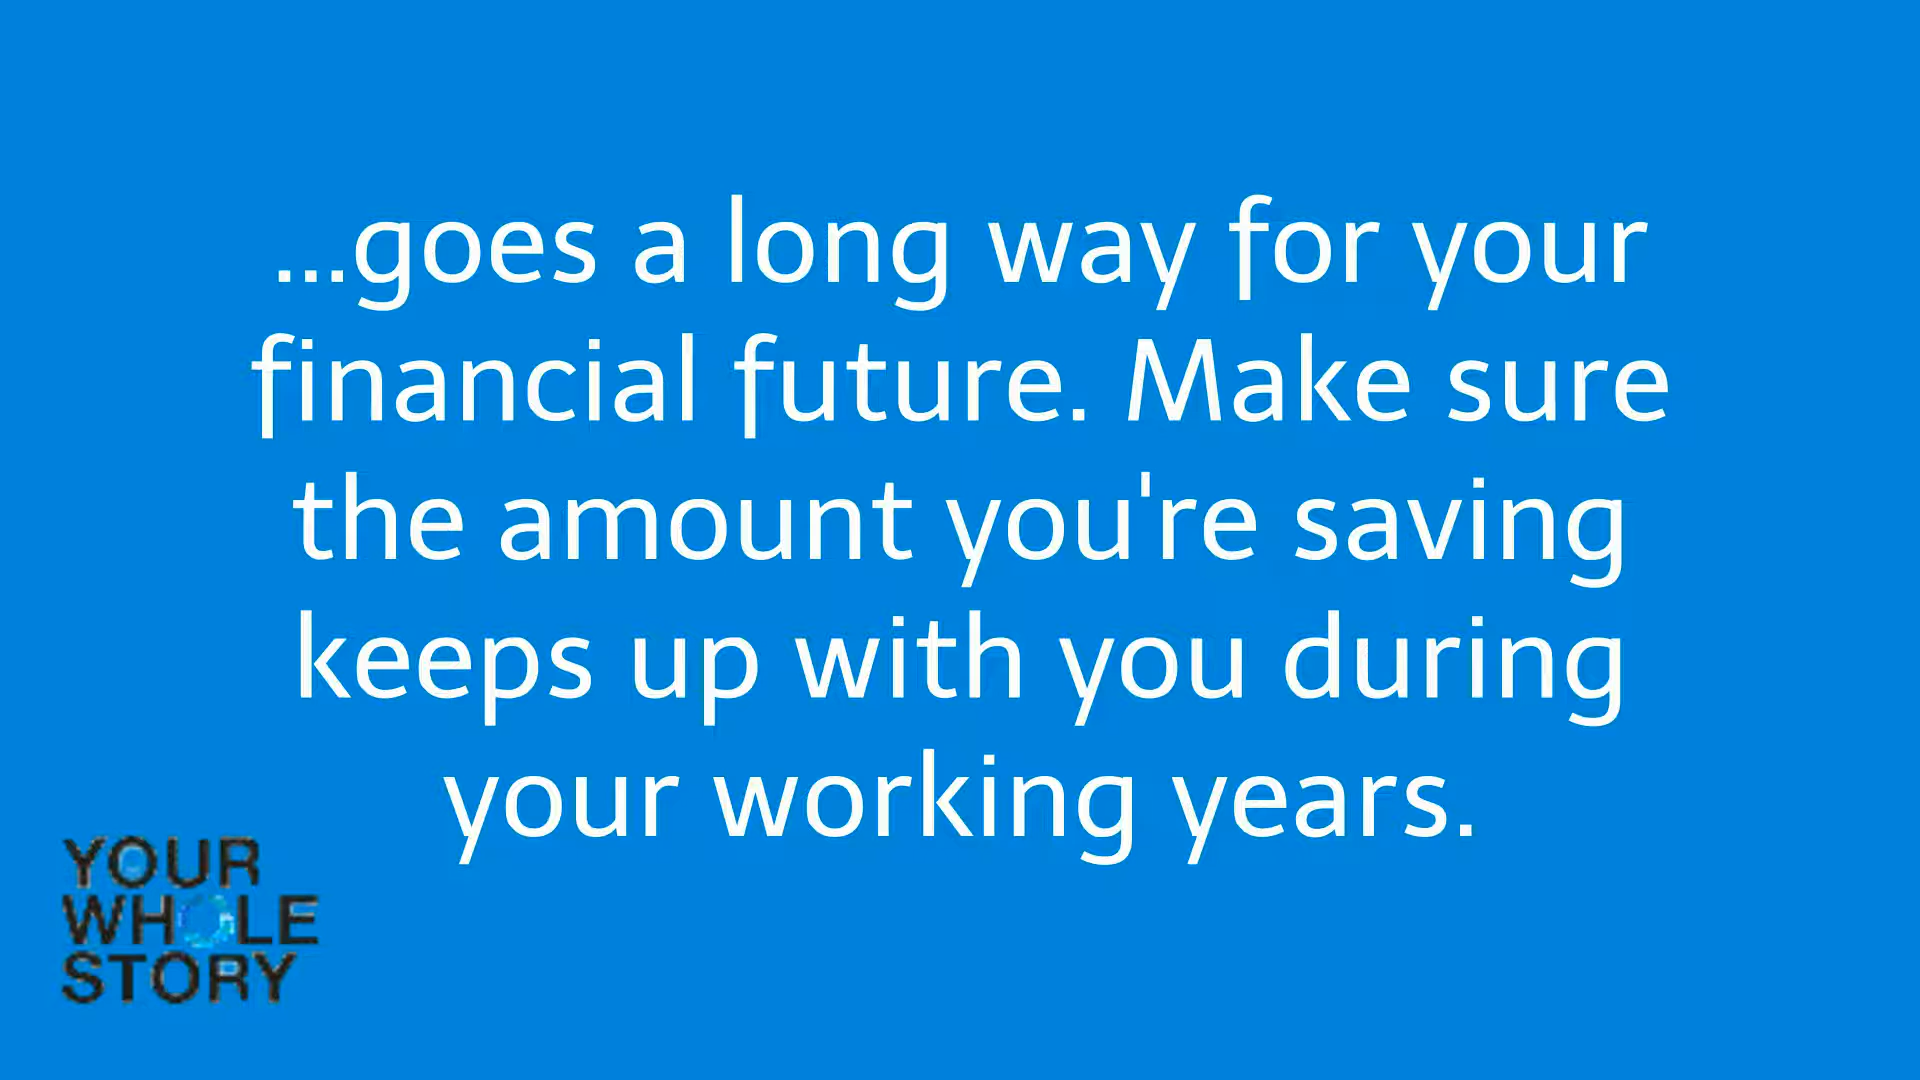 ...goes a long way for your
financial future. Make sure
the amount you're saving
keeps up with you during
your working years.
YOUR
WHOLE
STORY